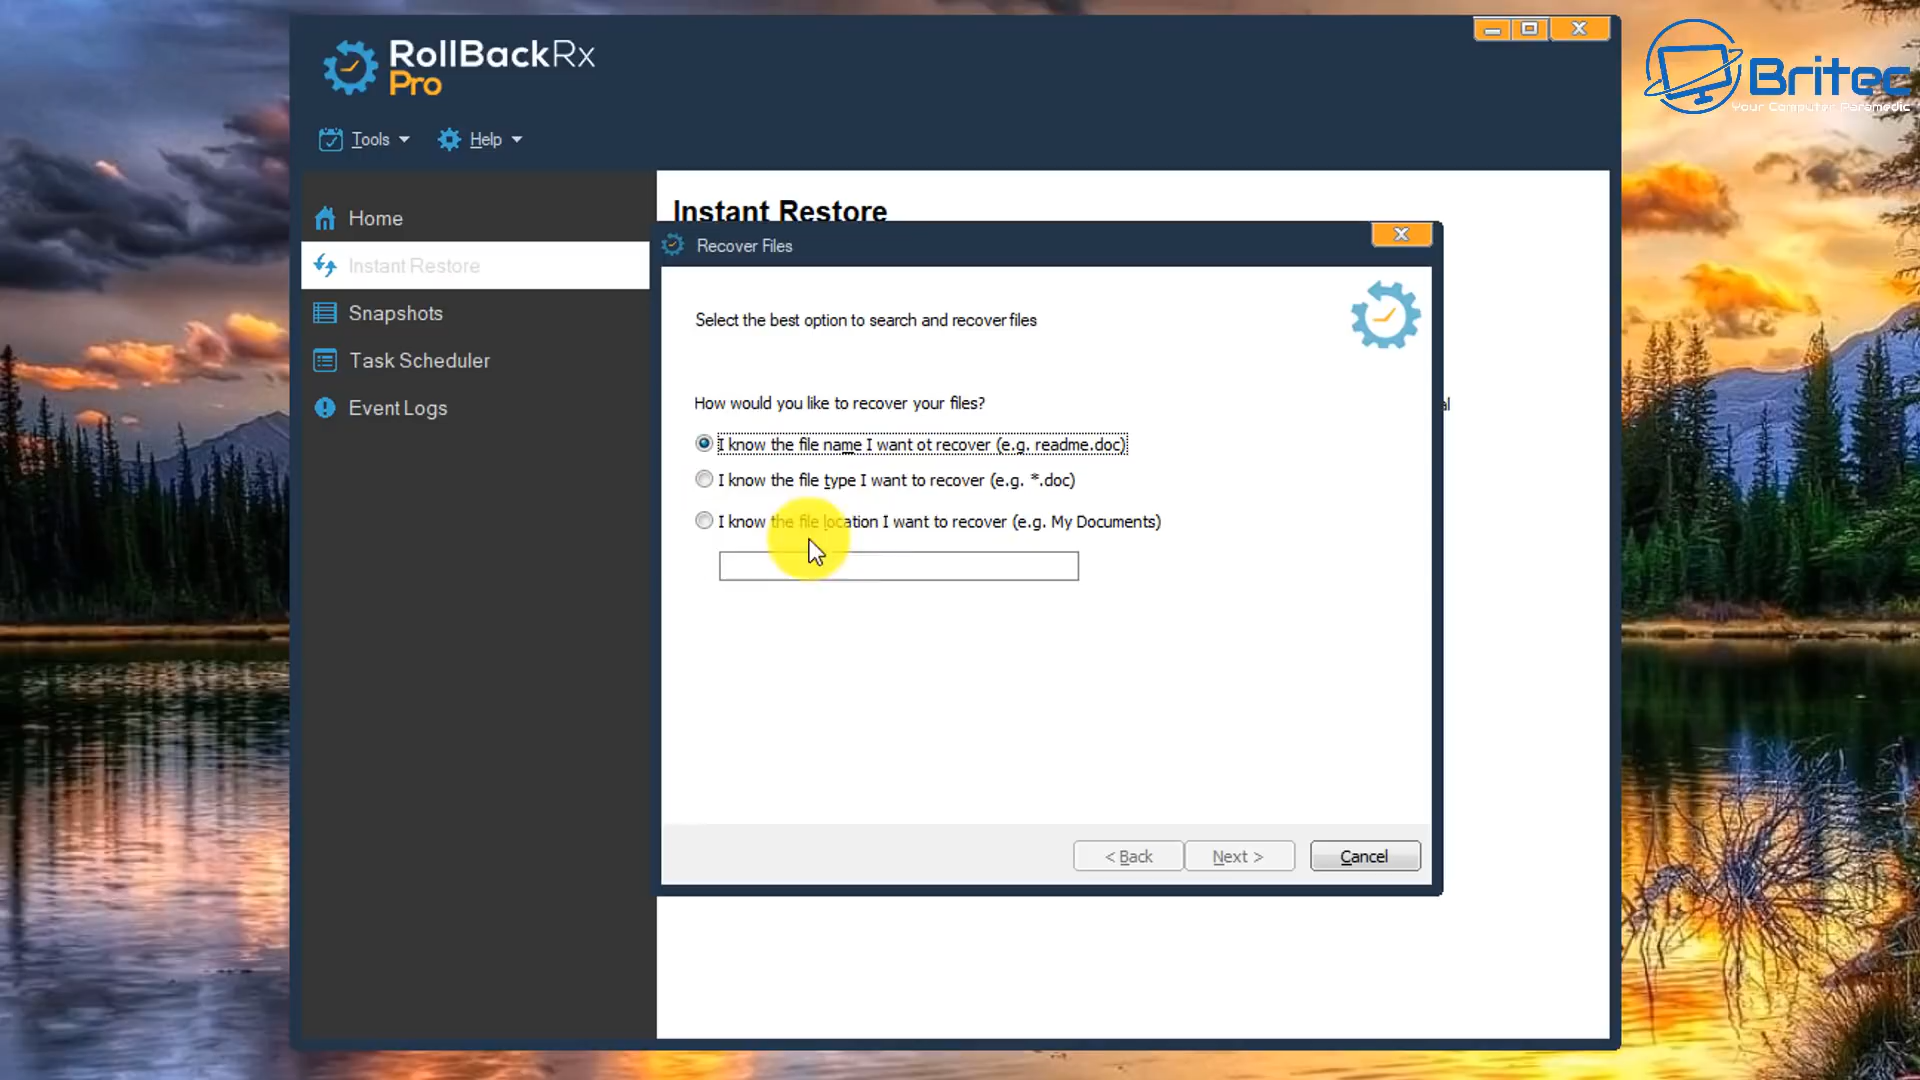 RollBackRx
Pro
Britec
Your Computer Paramedic
Tools
Help
Home
Instant Restore
Snapshots
Task Scheduler
Event Logs
Instant Restore
Recover Files
Select the best option to search and recover files
How would you like to recover your files?
I know the file name I want ot recover (e.g. readme.doc)
I know the file type I want to recover (e.g. *.doc)
I know the file location I want to recover (e.g. My Documents)
< Back
Next >
Cancel